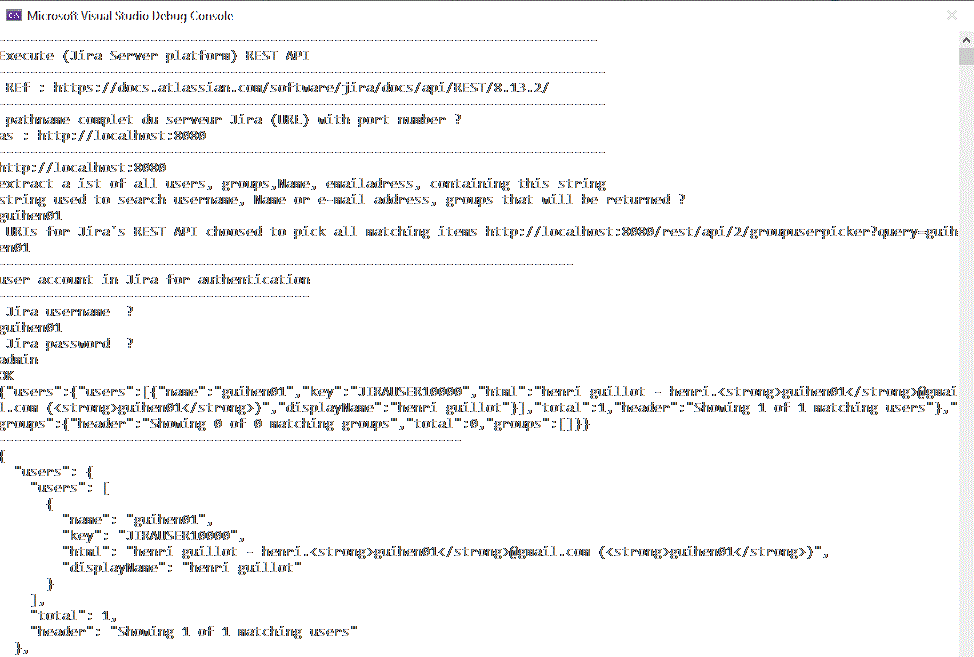 Microsoft Visual Studio Debug Console
--------------------------------------------------------------------------
Execute (Jira Server platform) REST API
---------------------------------------------------------------------------
REf : https://docs.atlassian.com/software/jira/docs/api/REST/8.13.2/
---------------------------------------------------------------------------
pathname complet du serveur Jira (URL) with port number ?
as : http://localhost:8080
---------------------------------------------------------------------------
http://localhost:8080
extract a ist of all users, groups,Name, emailadress, containing this string
string used to search username, Name or e-mail address, groups that will be returned ?
guihen01
URIs for Jira's REST API choosed to pick all matching items http://localhost:8080/rest/api/2/groupuserpicker?query=guih
en01
-----------------------------------------------------------------------
user account in Jira for authentication
--------------------------------------
Jira username  ?
guihen01
Jira password  ?
admin
OK
{"users":{"users":[{"name":"guihen01","key":"JIRAUSER10000","html":"henri guillot - henri.<strong>guihen01</strong>@gmai
l.com (<strong>guihen01</strong>)","displayName":"henri guillot"}],"total":1,"header":"Showing 1 of 1 matching users"},"
groups":{"header":"Showing 0 of 0 matching groups","total":0,"groups":[]}}
---------------------------------------------------------
{
  "users": {
    "users": [
      {
        "name": "guihen01",
        "key": "JIRAUSER10000",
        "html": "henri guillot - henri.<strong>guihen01</strong>@gmail.com (<strong>guihen01</strong>)",
        "displayName": "henri guillot"
      }
    ],
    "total": 1,
    "header": "Showing 1 of 1 matching users"
  },